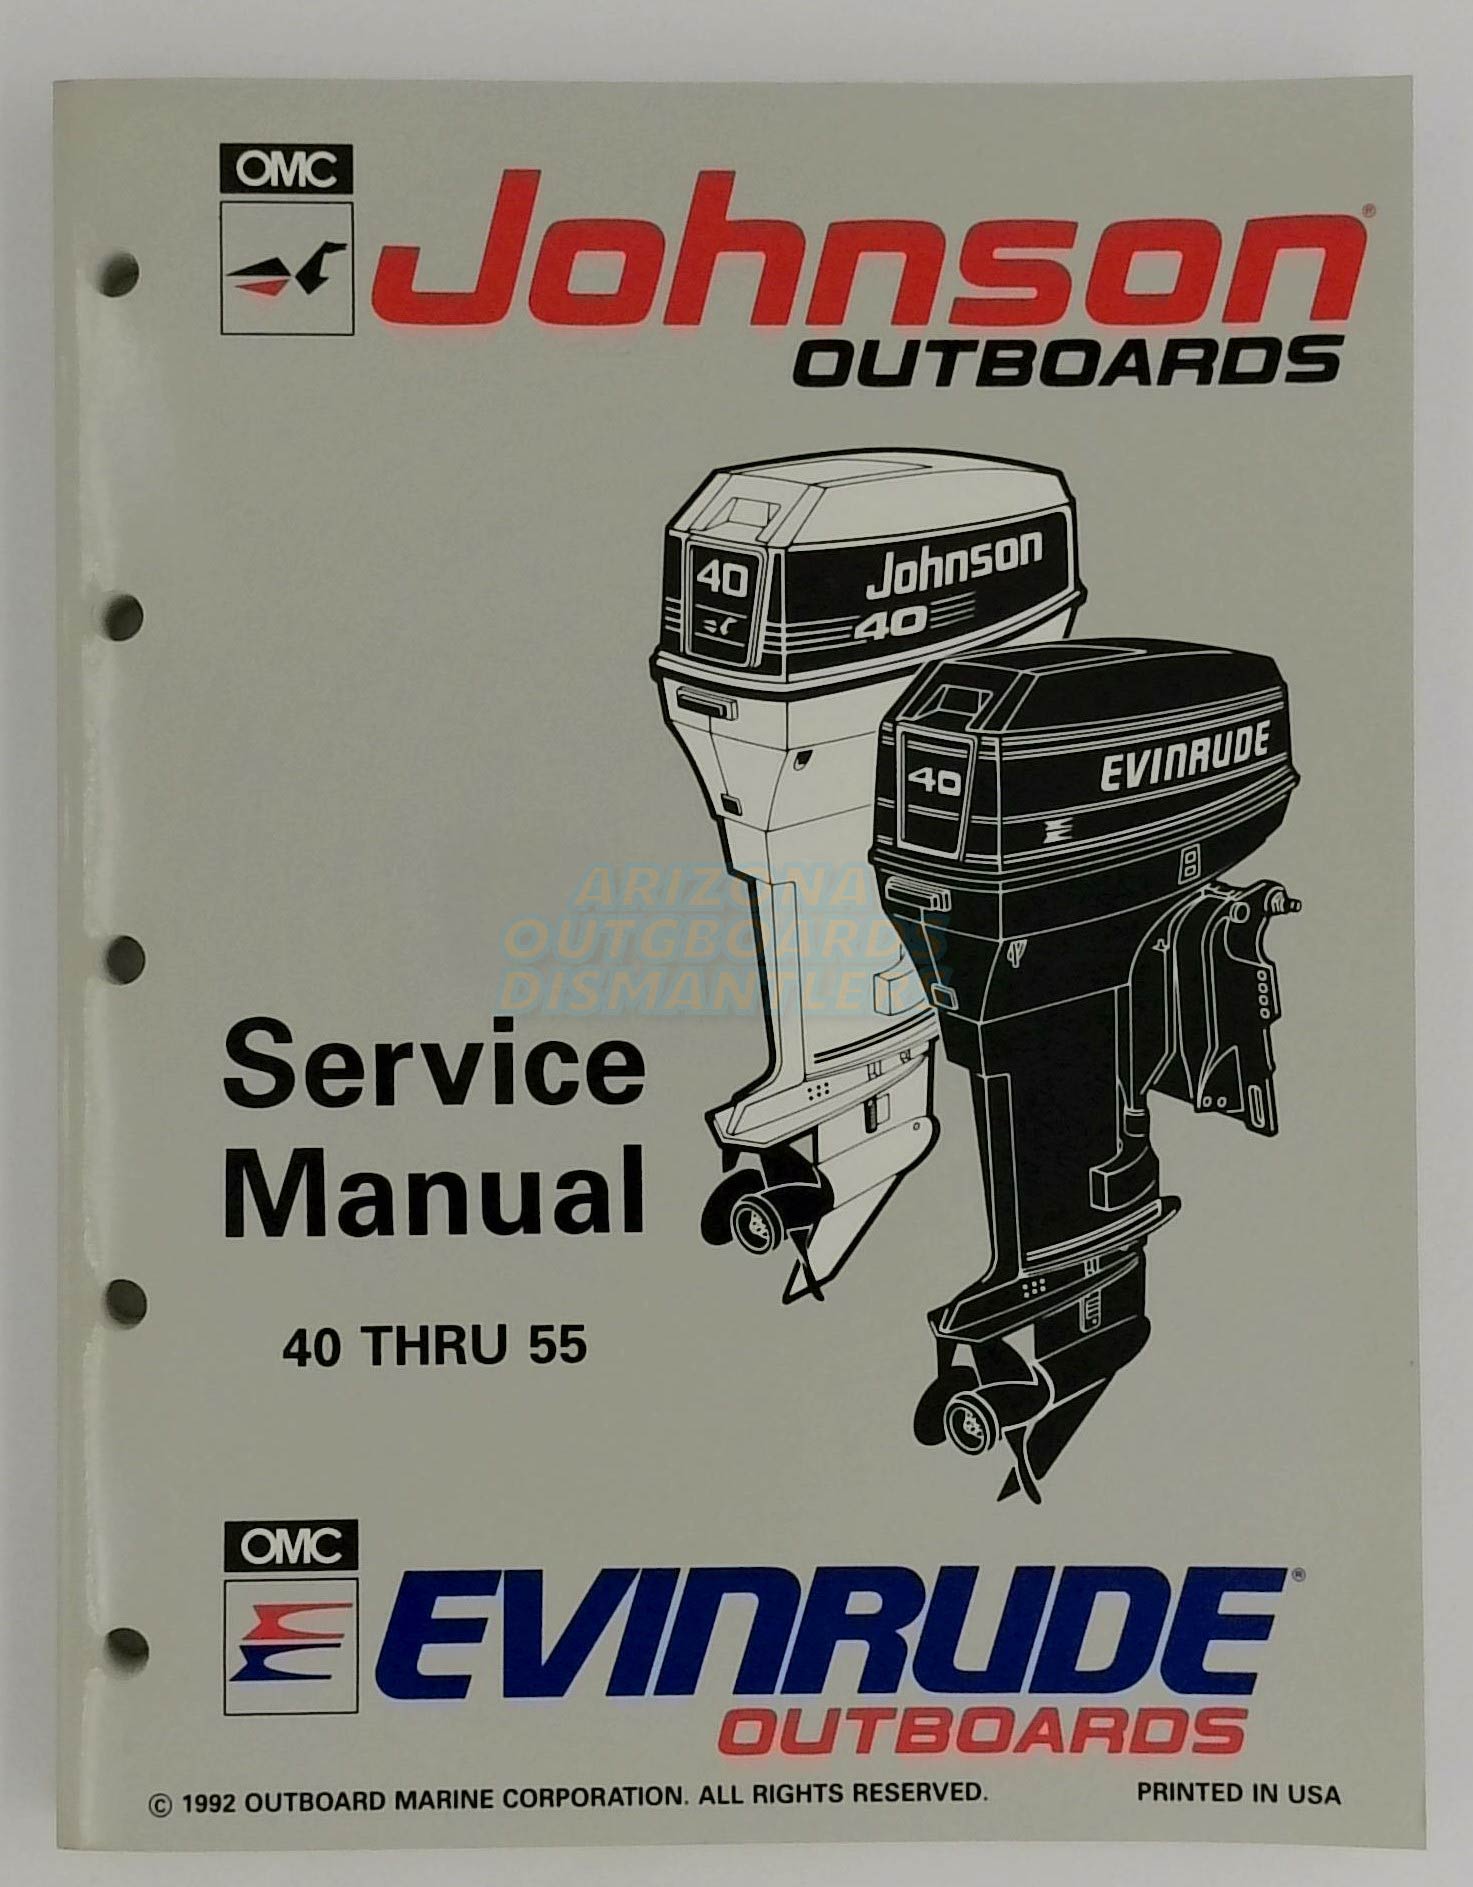 OMC
Johnson®
OUTBOARDS
40
Johnson
40
40
EVINRUDE
ARIZONA
OUTGBOARDS
DISMANTLERS
Service
Manual
40 THRU 55
OMC
EVINRUDE®
OUTBOARDS
© 1992 OUTBOARD MARINE CORPORATION. ALL RIGHTS RESERVED.
PRINTED IN USA